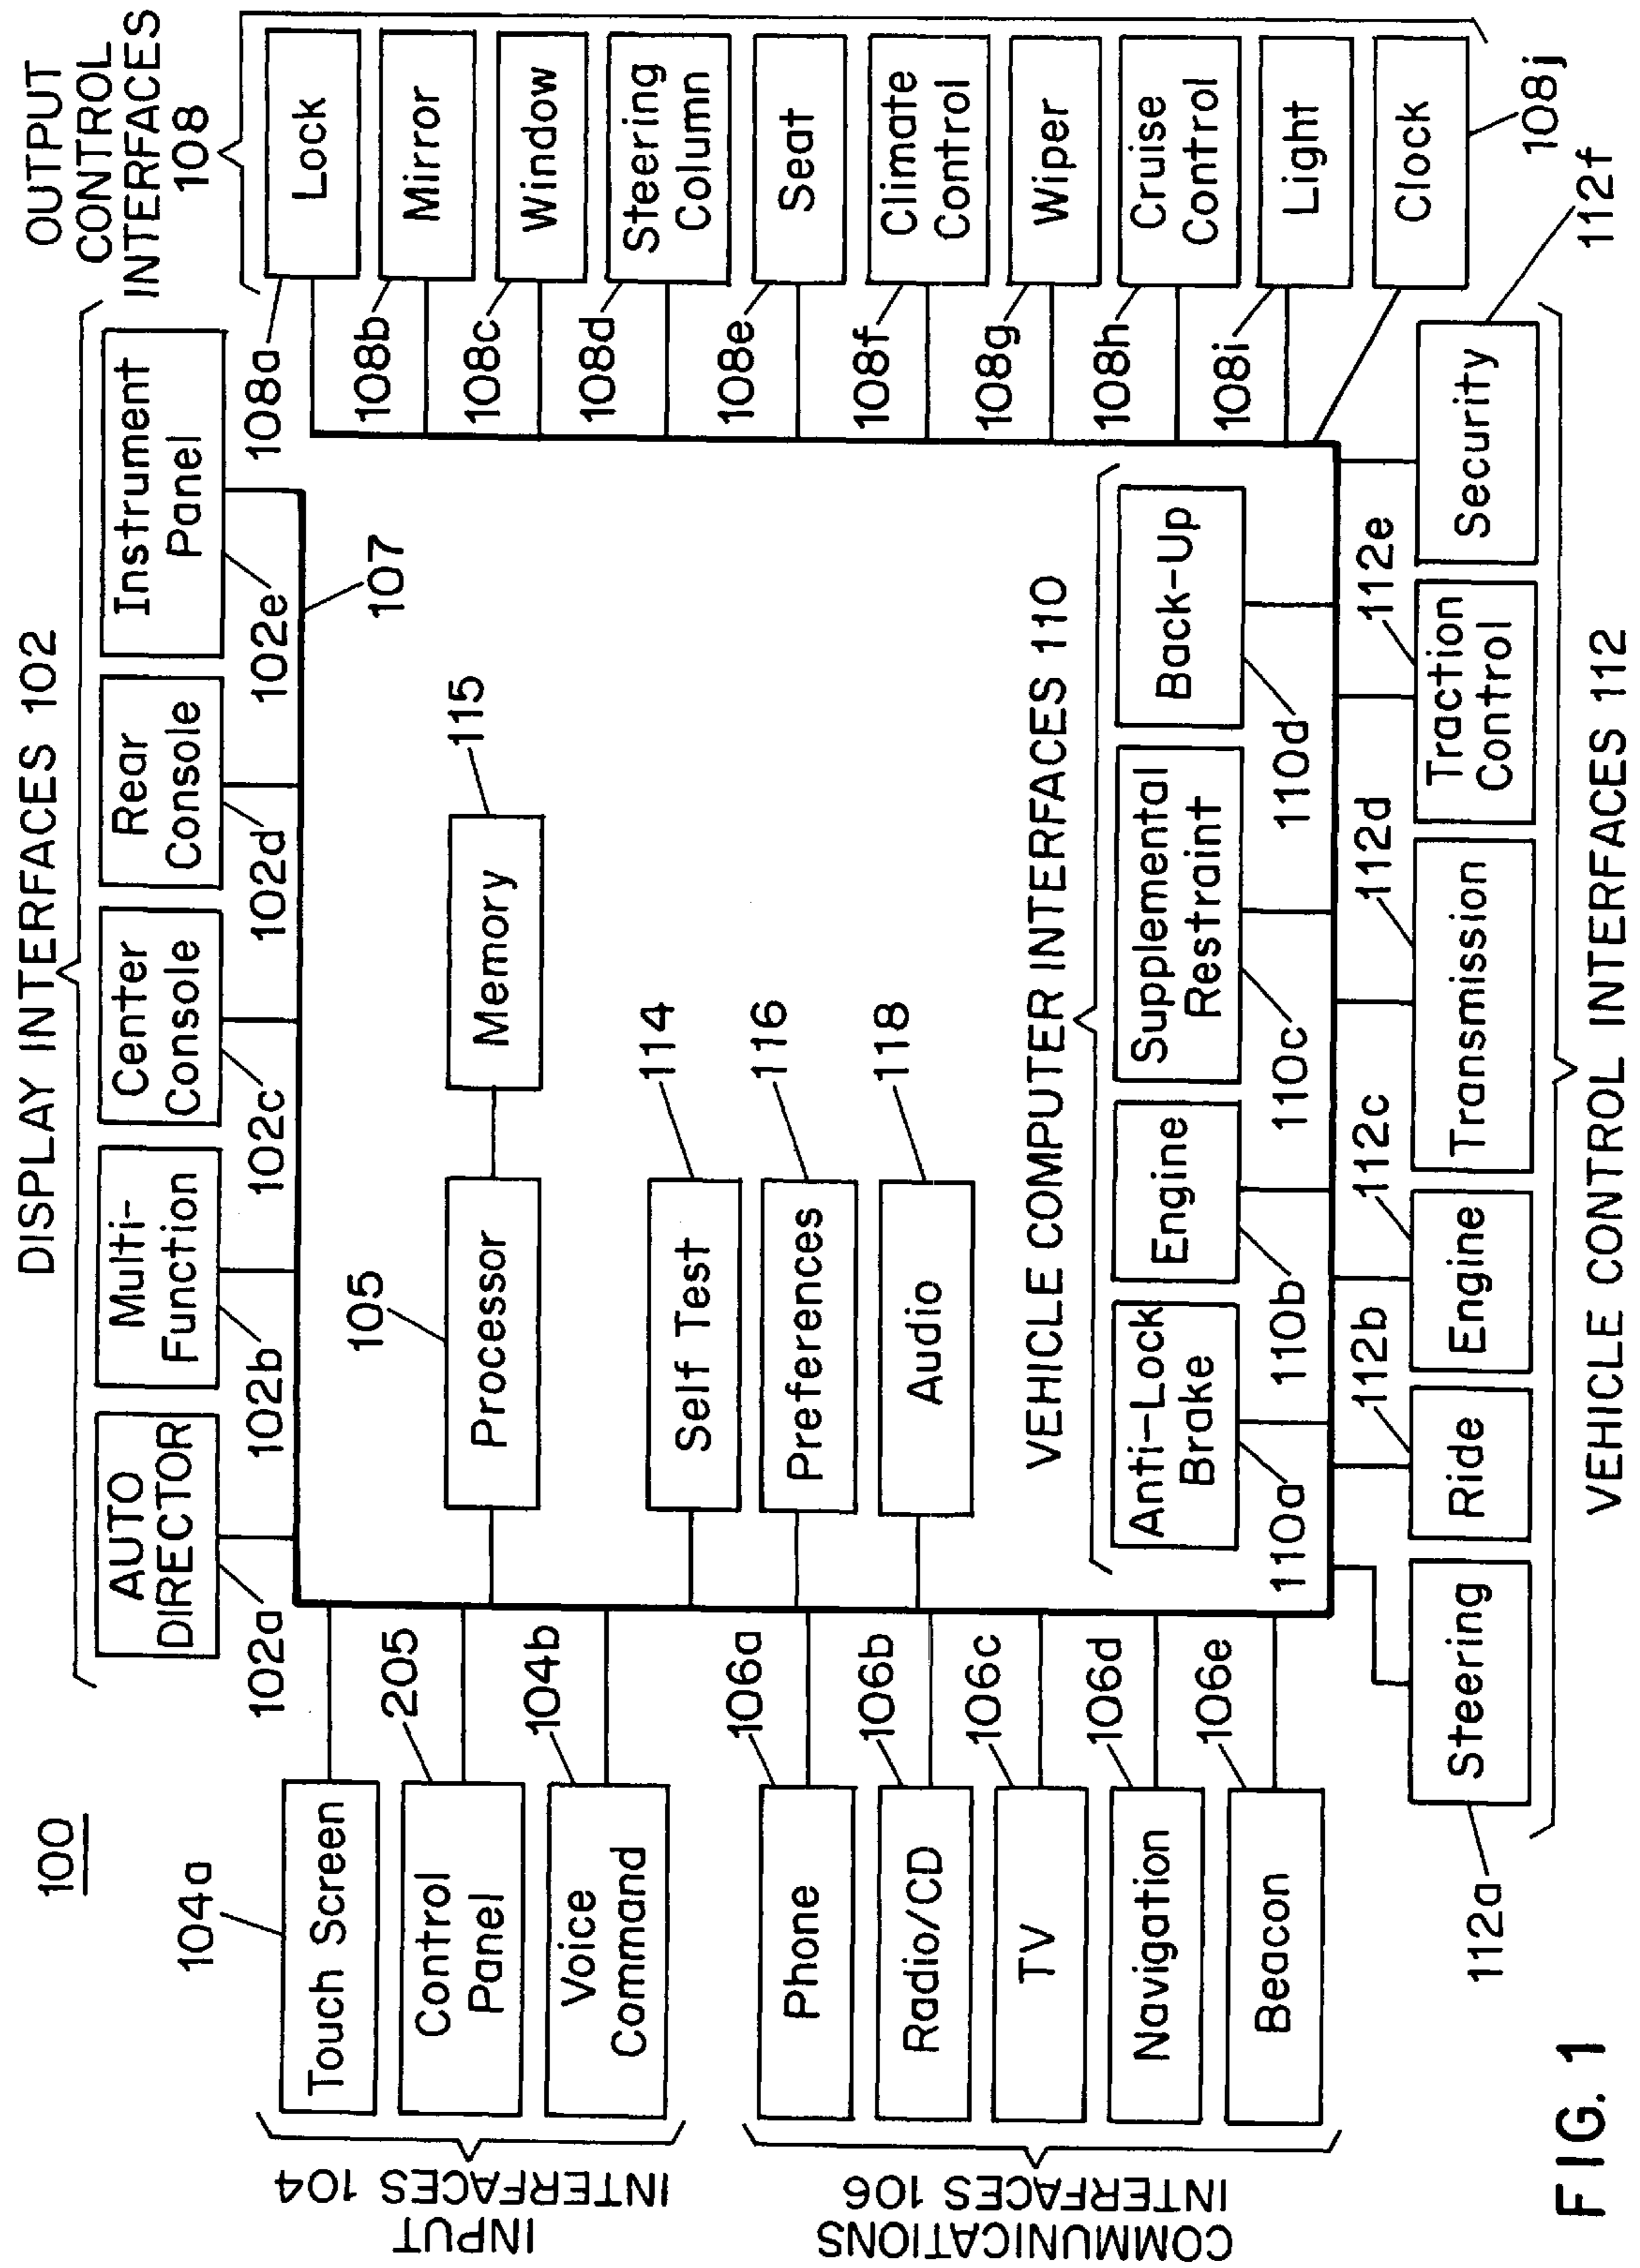 100
DISPLAY INTERFACES 102
AUTO
DIRECTOR
102a
Multi-
Function
102b
Center
Console
102c
Rear
Console
102d
Instrument
Panel
102e
107
OUTPUT
CONTROL
INTERFACES
108
Lock
108a
Mirror
108b
Window
108c
Steering
Column
108d
Seat
108e
Climate
Control
108f
Wiper
108g
Cruise
Control
108h
Light
108i
Clock
108j
INPUT
INTERFACES 104
104a
Touch Screen
Control
Panel
205
Voice
Command
104b
COMMUNICATIONS
INTERFACES 106
Phone
106a
Radio/CD
106b
TV
106c
Navigation
106d
Beacon
106e
105
Processor
Memory
115
Self Test
114
Preferences
116
Audio
118
VEHICLE COMPUTER INTERFACES 110
Anti-Lock
Brake
110a
Engine
110b
Supplemental
Restraint
110c
Back-Up
110d
Steering
112a
Ride
112b
Engine
112c
Transmission
112d
Traction
Control
112e
Security
112f
VEHICLE CONTROL INTERFACES 112
FIG. 1